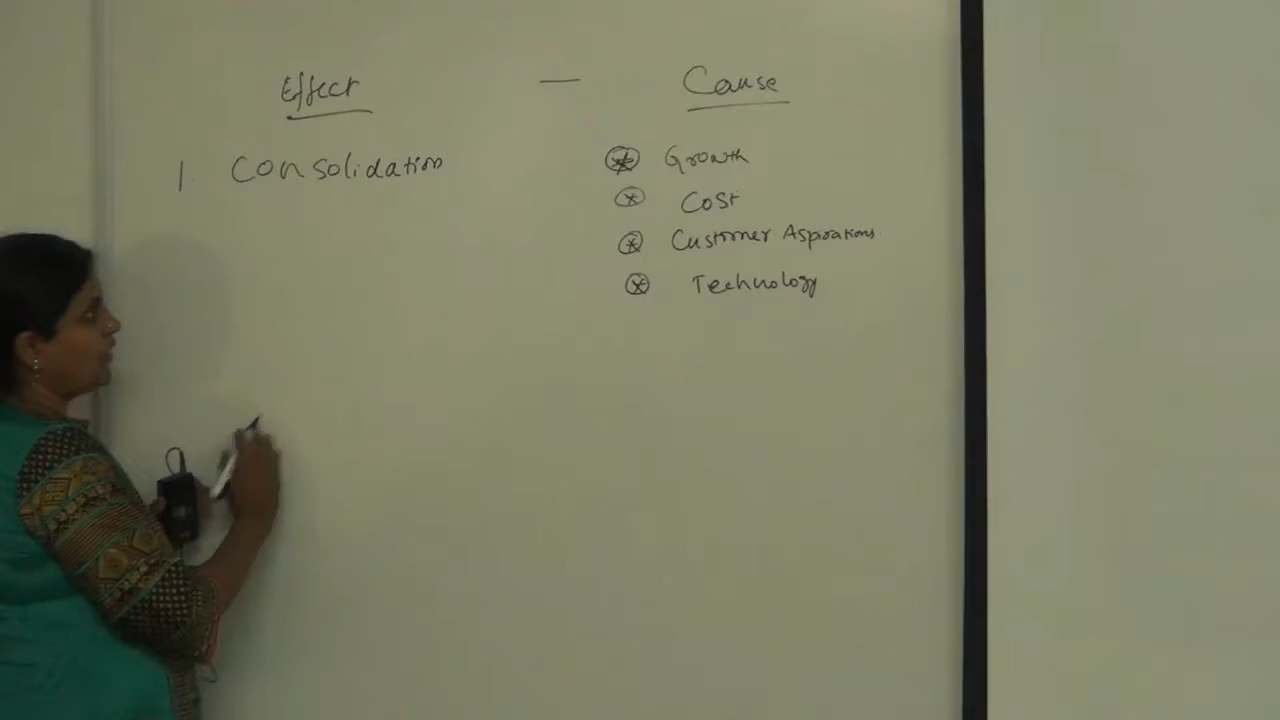 Effect — Cause
1 Consolidation
Growth
Cost
Customer Aspirations
Technology